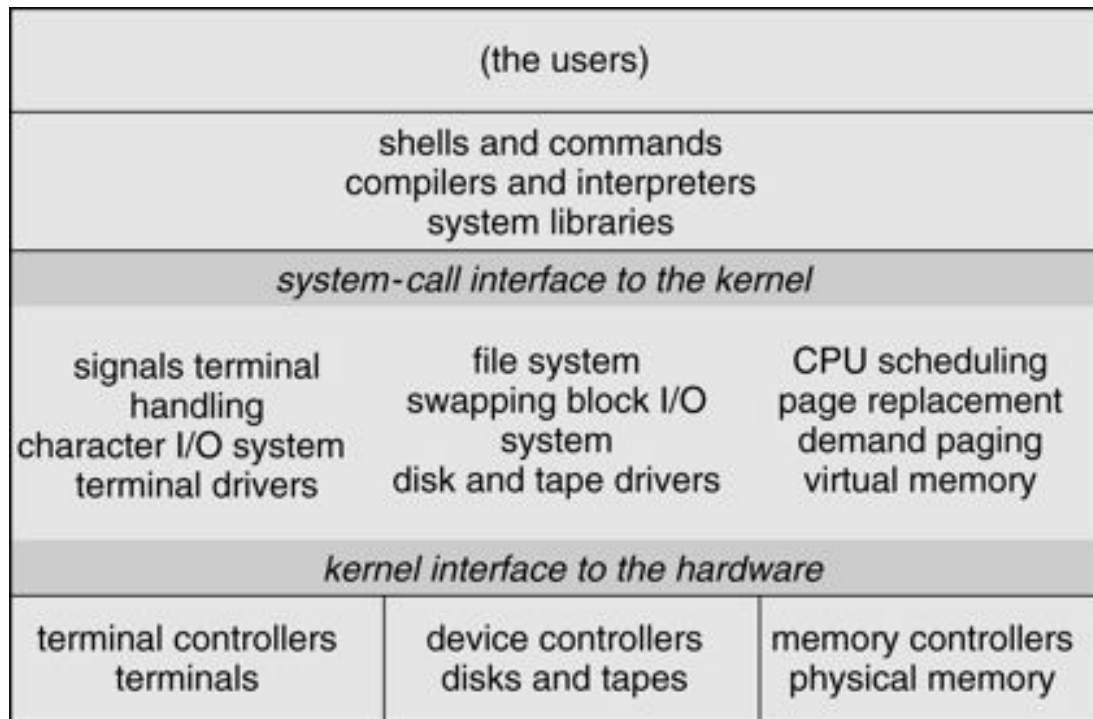 (the users)
shells and commands
compilers and interpreters
system libraries
system-call interface to the kernel
signals terminal
handling
character I/O system
terminal drivers
file system
swapping block I/O
system
disk and tape drivers
CPU scheduling
page replacement
demand paging
virtual memory
kernel interface to the hardware
terminal controllers
terminals
device controllers
disks and tapes
memory controllers
physical memory